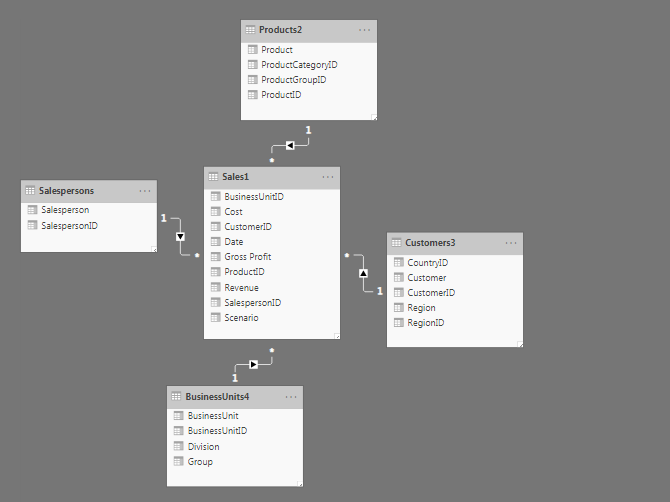 Products2
Product
ProductCategoryID
ProductGroupID
ProductID
1
Sales1
BusinessUnitID
Cost
CustomerID
Date
Gross Profit
ProductID
Revenue
SalespersonID
Scenario
Salespersons
Salesperson
SalespersonID
1
Customers3
CountryID
Customer
CustomerID
Region
RegionID
1
1
BusinessUnits4
BusinessUnit
BusinessUnitID
Division
Group